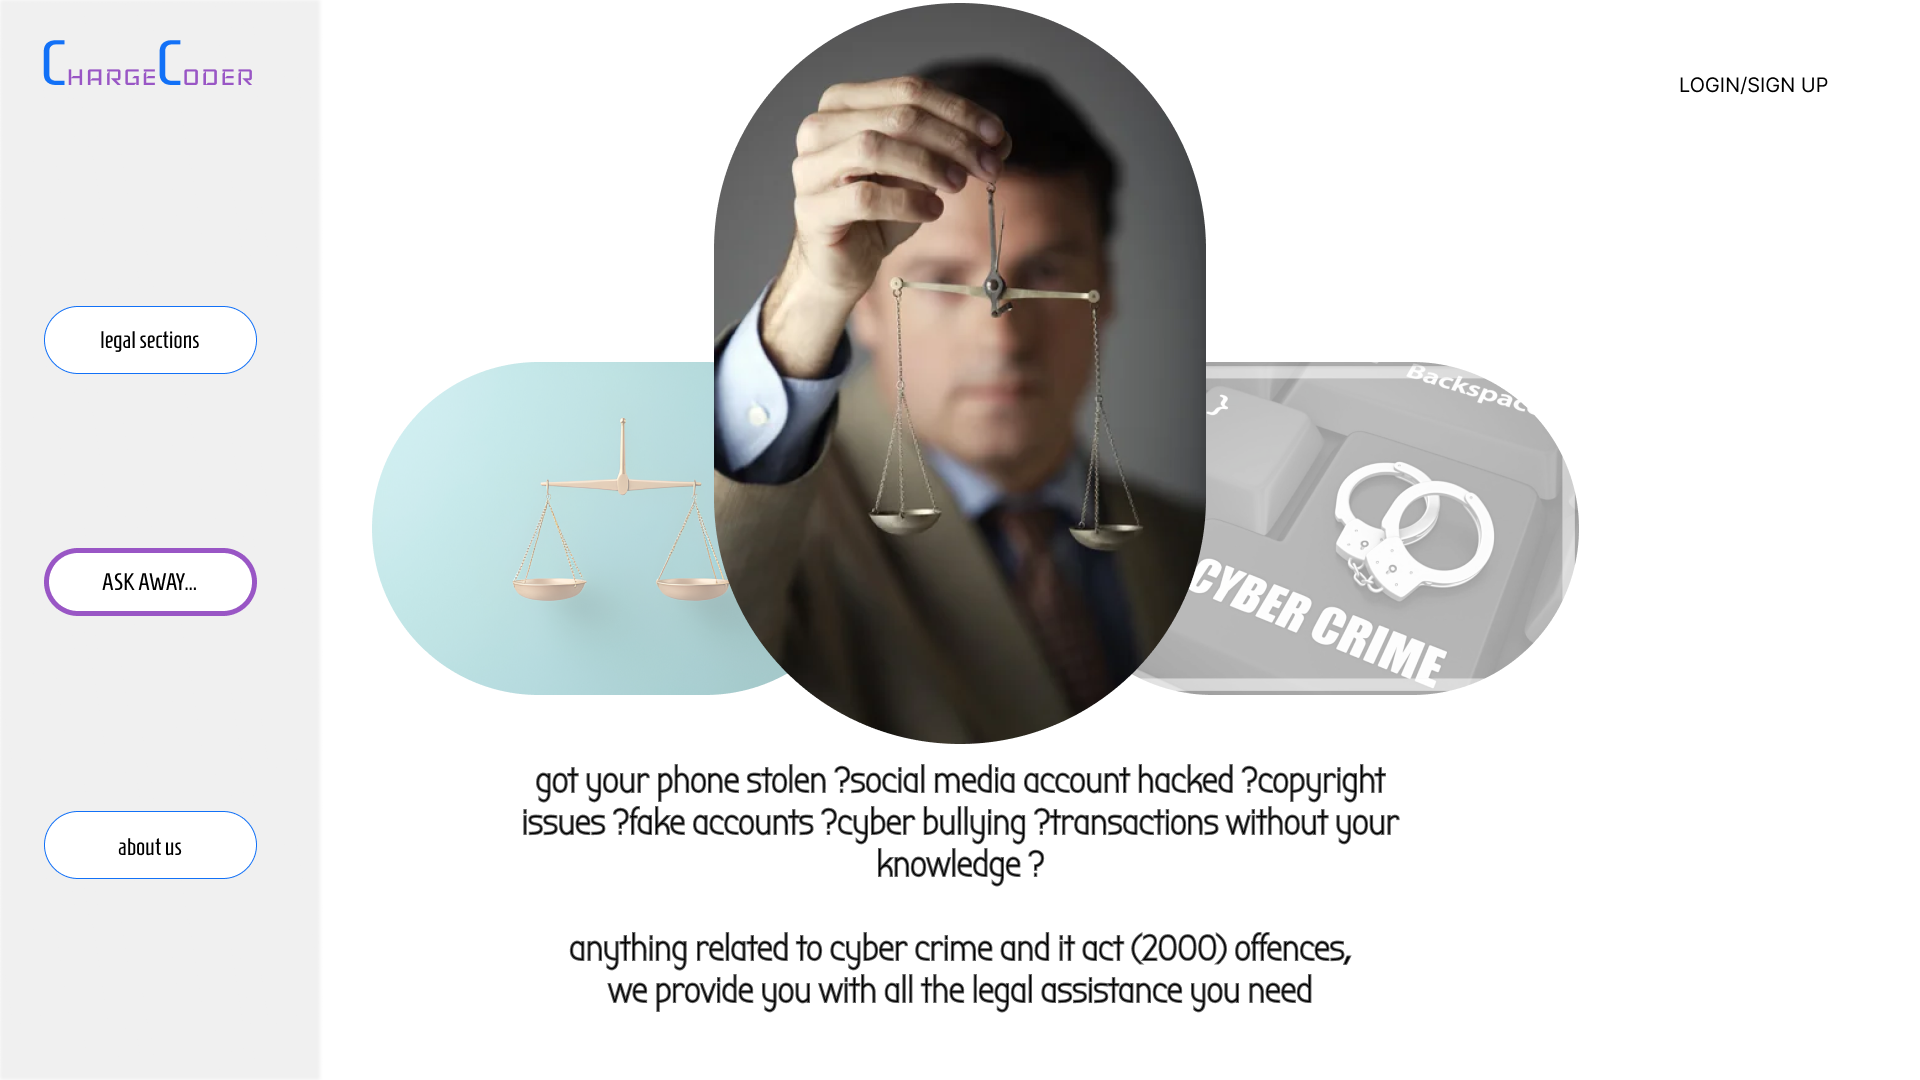 CHARGECODER
LOGIN/SIGN UP
legal sections
ASK AWAY...
about us
}
Backspac
CYBER CRIME
got your phone stolen ?social media account hacked ?copyright
issues ?fake accounts ?cyber bullying ?transactions without your
knowledge ?
anything related to cyber crime and it act (2000) offences,
we provide you with all the legal assistance you need